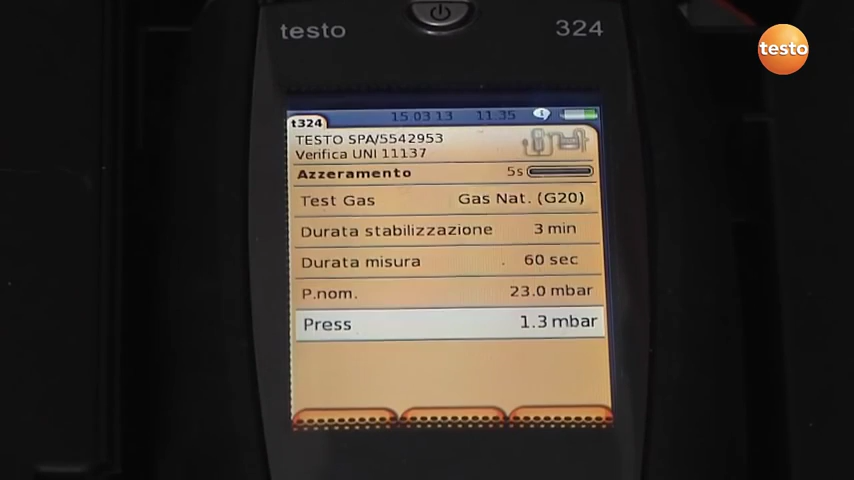 testo 324
testo
t324 15 03 13 11:35
TESTO SPA/5542953
Verifica UNI 11137
Azzeramento 5s
Test Gas Gas Nat. (G20)
Durata stabilizzazione 3 min
Durata misura 60 sec
P.nom. 23.0 mbar
Press 1.3 mbar